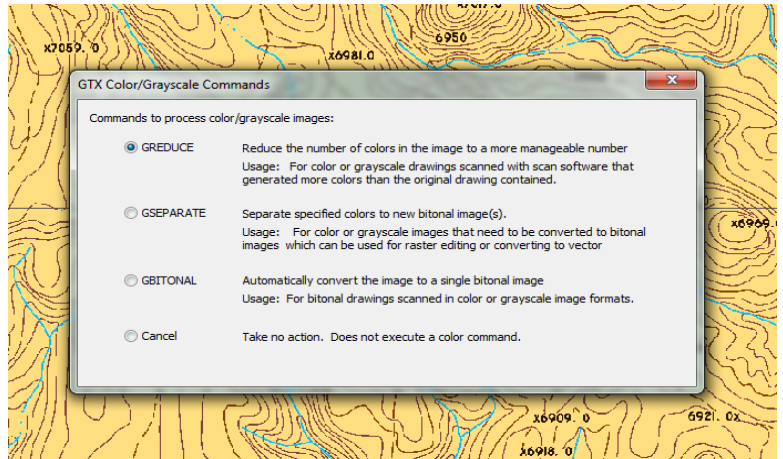 x7017.0
6950
x7059. 0
x6981.0
GTX Color/Grayscale Commands
Commands to process color/grayscale images:
GREDUCE
Reduce the number of colors in the image to a more manageable number
Usage: For color or grayscale drawings scanned with scan software that
generated more colors than the original drawing contained.
GSEPARATE
Separate specified colors to new bitonal image(s).
Usage: For color or grayscale images that need to be converted to bitonal
images which can be used for raster editing or converting to vector
GBITONAL
Automatically convert the image to a single bitonal image
Usage: For bitonal drawings scanned in color or grayscale image formats.
Cancel
Take no action. Does not execute a color command.
x6969.
x6909. 0
6921. 0x
x6918. 0